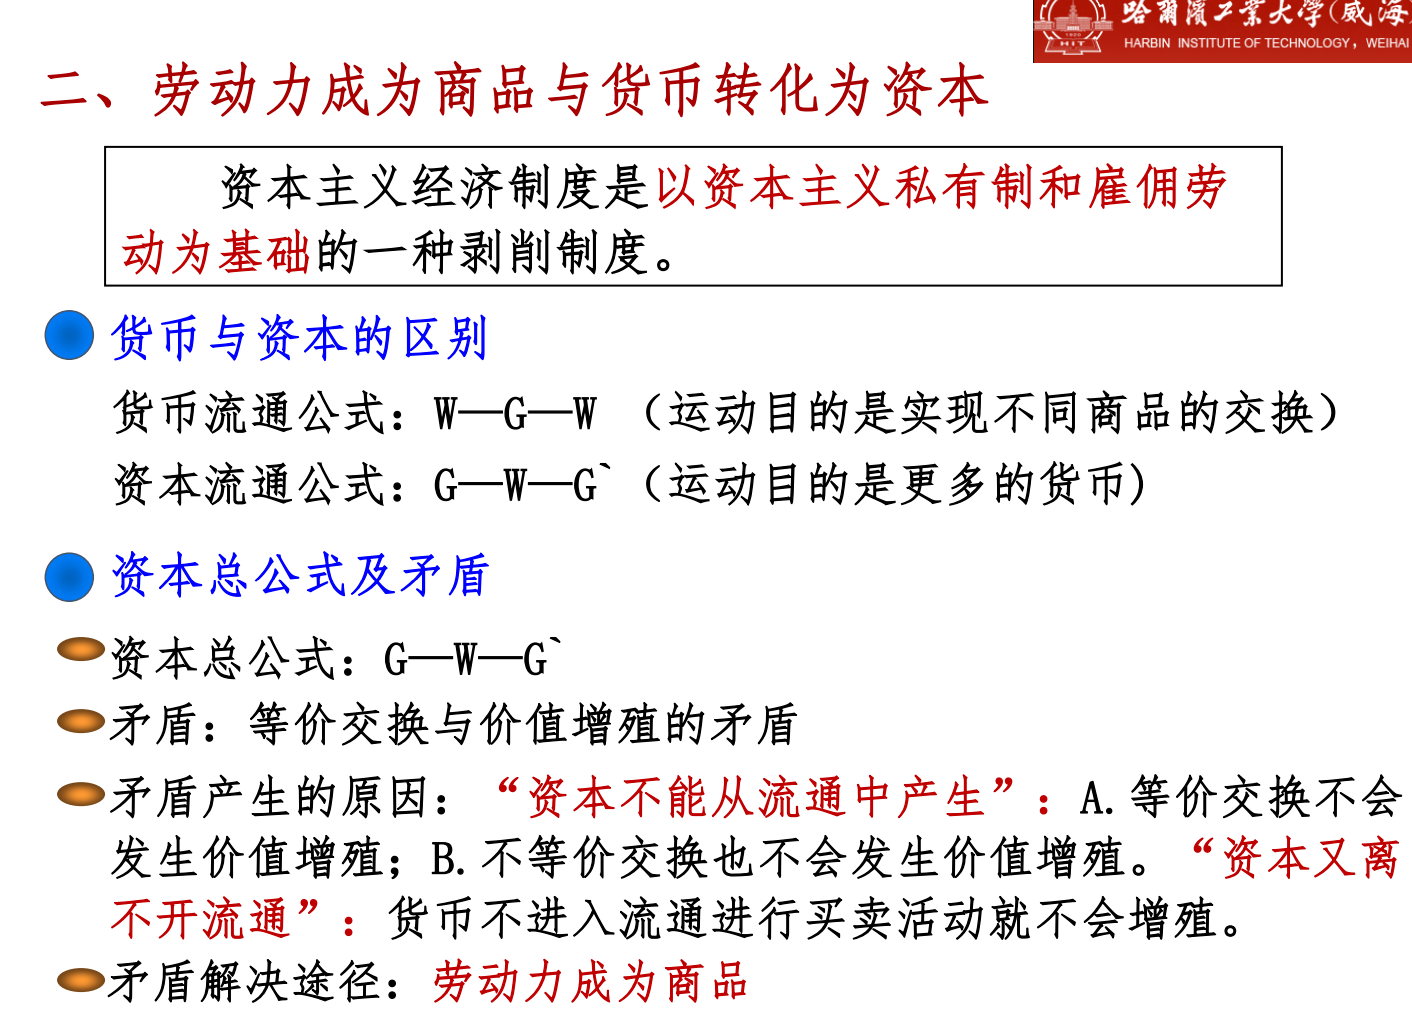 哈爾濱工業大學(威海
HARBIN INSTITUTE OF TECHNOLOGY, WEIHAI
1920
HIT
二、劳动力成为商品与货币转化为资本
资本主义经济制度是以资本主义私有制和雇佣劳
动为基础的一种剥削制度。
货币与资本的区别
货币流通公式：W—G—W （运动目的是实现不同商品的交换）
资本流通公式：G—W—G`（运动目的是更多的货币)
资本总公式及矛盾
资本总公式：G—W—G`
矛盾：等价交换与价值增殖的矛盾
矛盾产生的原因：“资本不能从流通中产生”：A.等价交换不会
发生价值增殖；B.不等价交换也不会发生价值增殖。“资本又离
不开流通”：货币不进入流通进行买卖活动就不会增殖。
矛盾解决途径：劳动力成为商品